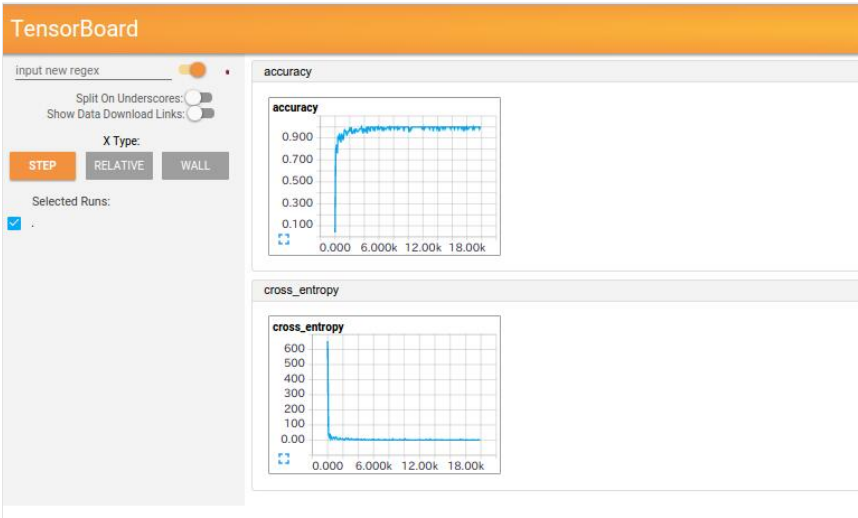 TensorBoard
input new regex
Split On Underscores:
Show Data Download Links:
X Type:
STEP RELATIVE WALL
Selected Runs:
.
accuracy
accuracy
0.900
0.700
0.500
0.300
0.100
0.000 6.000k 12.00k 18.00k
cross_entropy
cross_entropy
600
500
400
300
200
100
0.00
0.000 6.000k 12.00k 18.00k